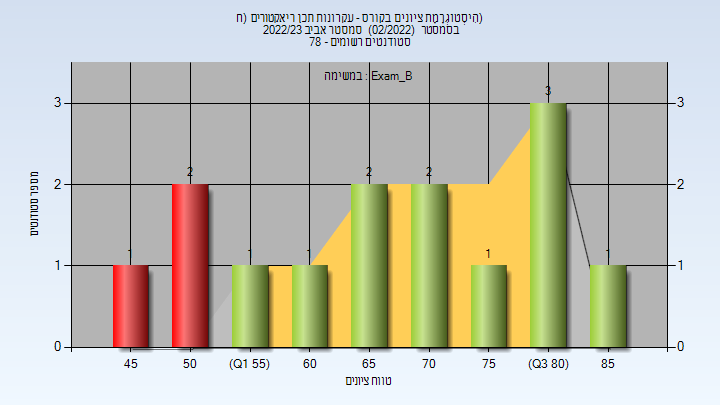 (היסטוגרמת ציונים בקורס - עקרונות תכן ריאקטורים (ח
בסמסטר (02/2022) סמסטר אביב 2022/23
סטודנטים רשומים - 78
במשימה : Exam_B
3 3 3
2 2 2 2 2
1 1 1 1 1 1 1
0 0
45 50 (Q1 55) 60 65 70 75 (Q3 80) 85
מספר סטודנטים
טווח ציונים